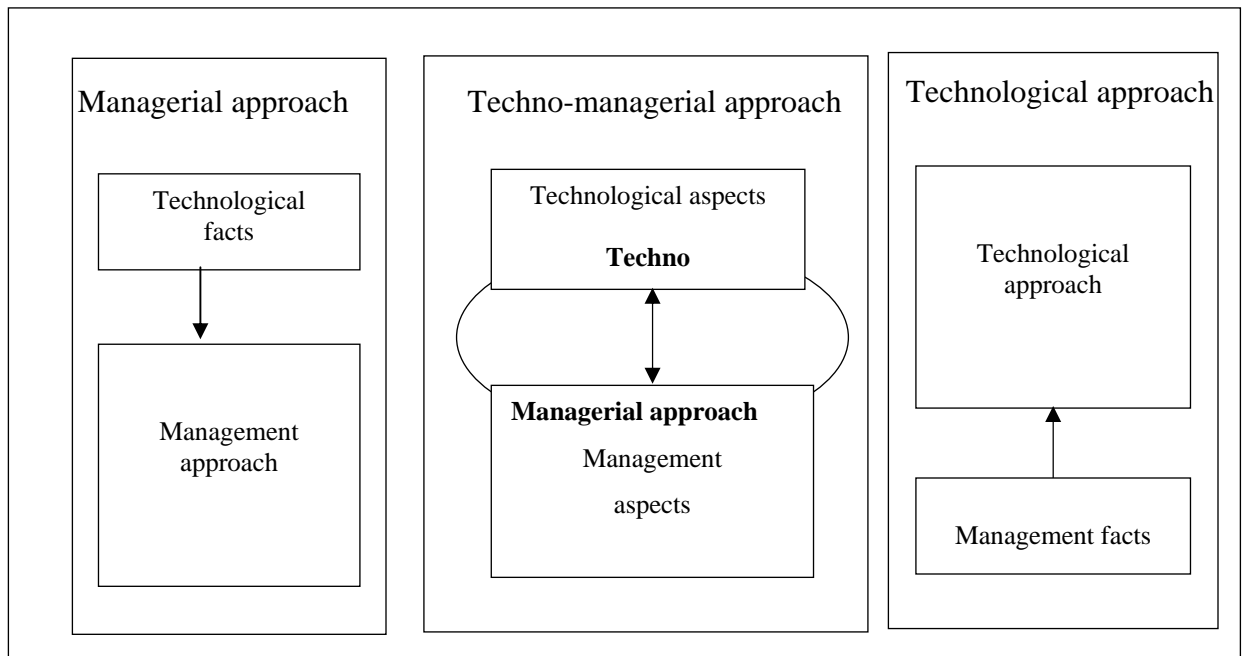 Managerial approach
Technological
facts
Management
approach
Techno-managerial approach
Technological aspects
Techno
Managerial approach
Management
aspects
Technological approach
Technological
approach
Management facts